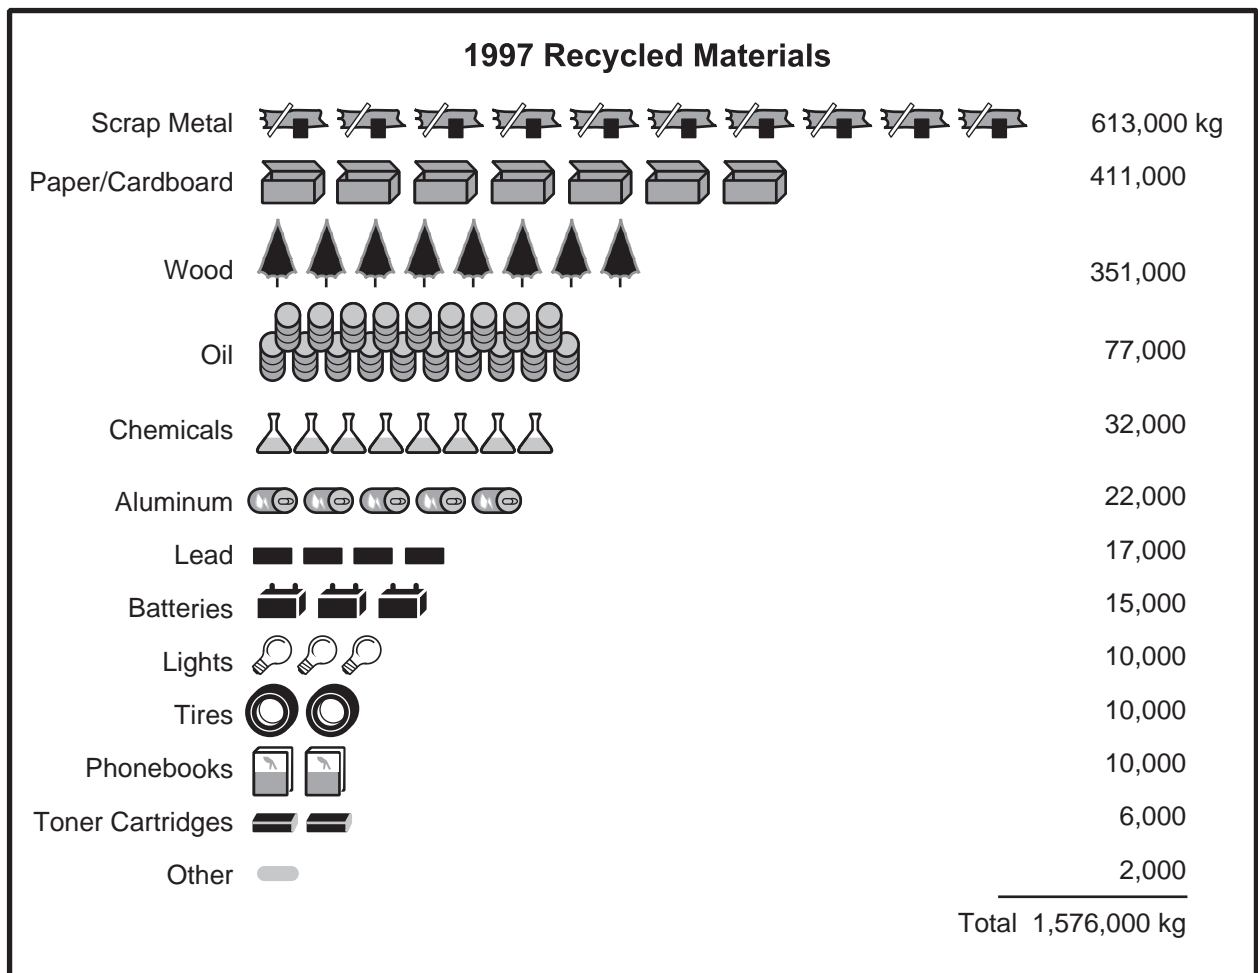 1997 Recycled Materials
Scrap Metal 613,000 kg
Paper/Cardboard 411,000
Wood 351,000
Oil 77,000
Chemicals 32,000
Aluminum 22,000
Lead 17,000
Batteries 15,000
Lights 10,000
Tires 10,000
Phonebooks 10,000
Toner Cartridges 6,000
Other 2,000
Total 1,576,000 kg